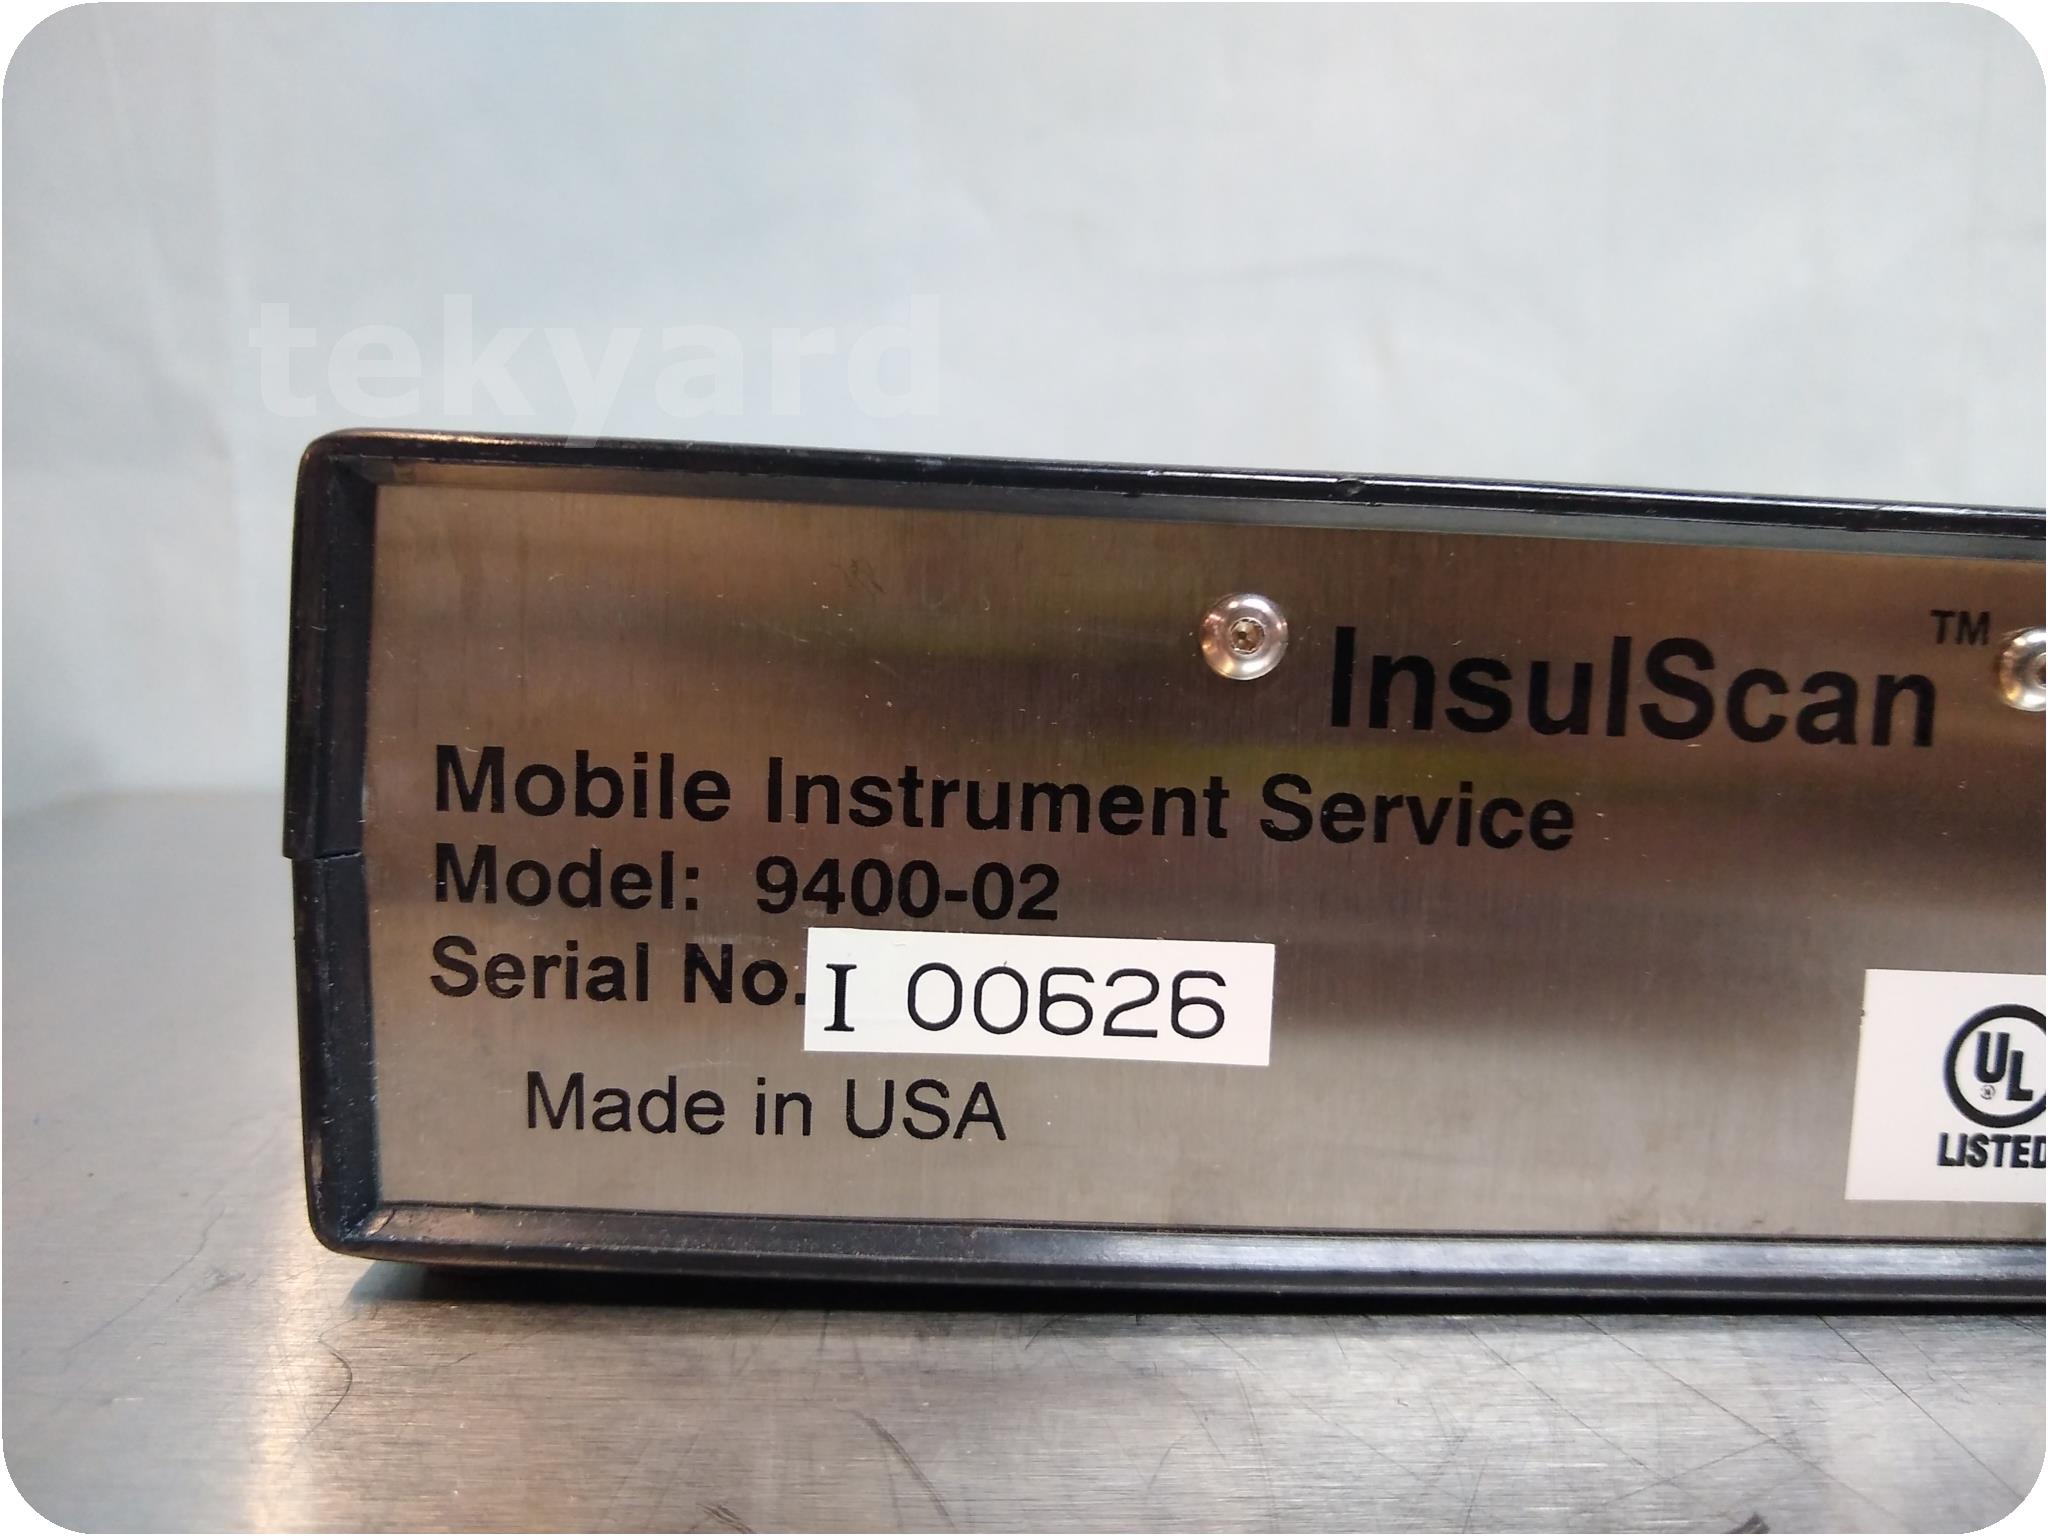 tekyard
InsulScan™
Mobile Instrument Service
Model: 9400-02
Serial No. I 00626
Made in USA
UL
®
LISTED